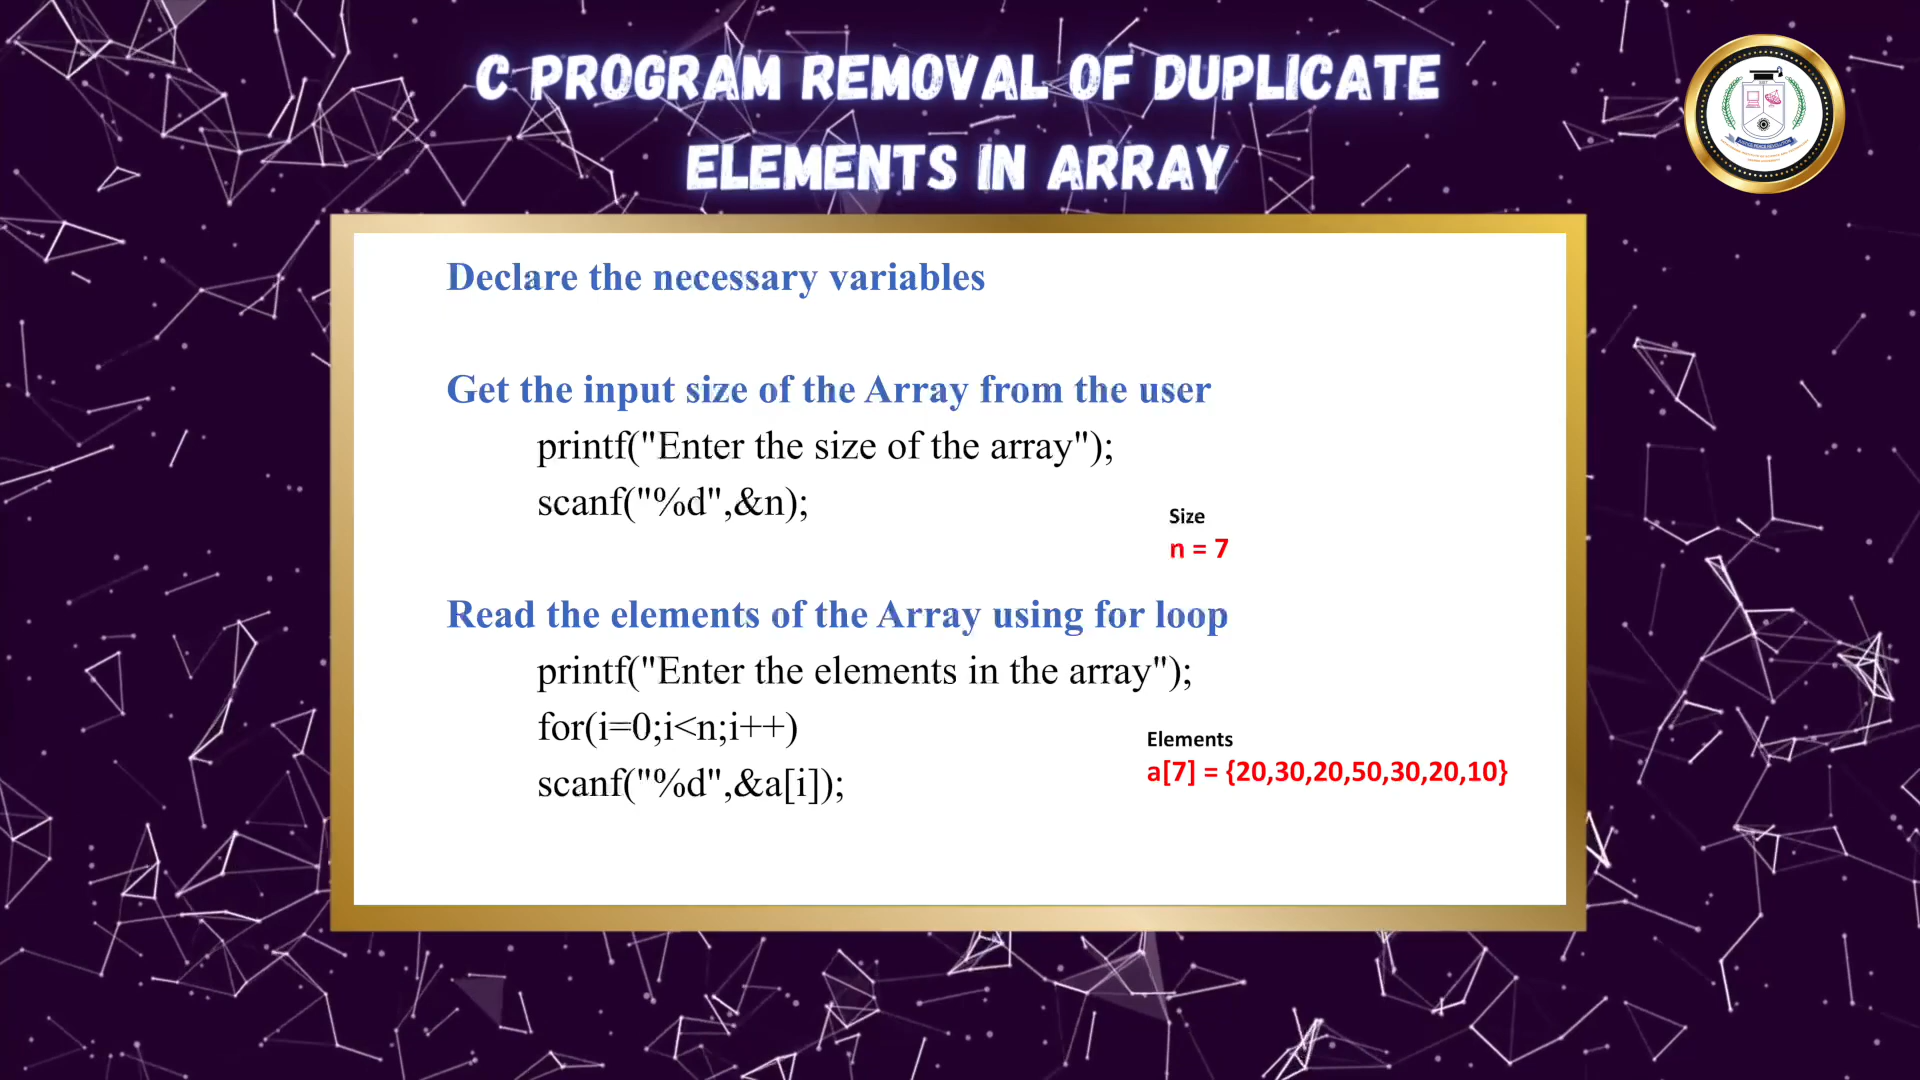 C PROGRAM REMOVAL OF DUPLICATE
ELEMENTS IN ARRAY
Declare the necessary variables
Get the input size of the Array from the user
printf("Enter the size of the array");
scanf("%d",&n);
Size
n = 7
Read the elements of the Array using for loop
printf("Enter the elements in the array");
for(i=0;i<n;i++)
scanf("%d",&a[i]);
Elements
a[7] = {20,30,20,50,30,20,10}